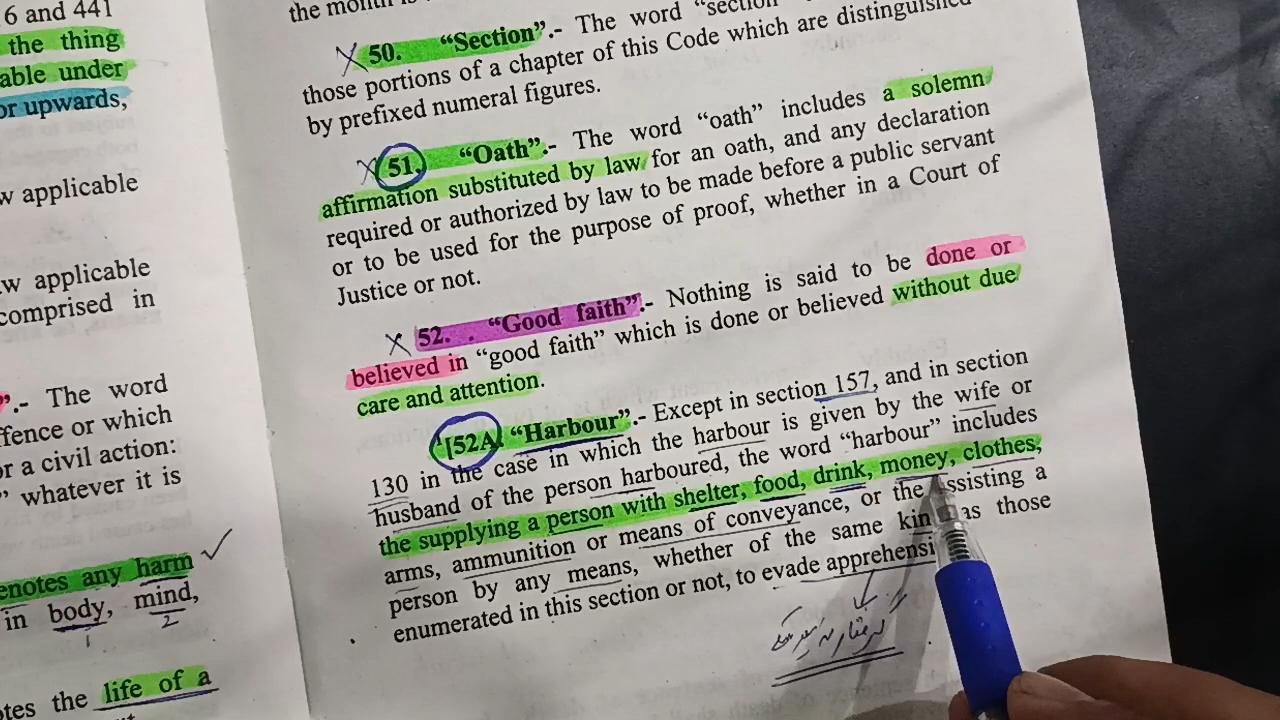 6 and 441
the thing
able under
or upwards,
w applicable
w applicable
comprised in
”.- The word
ffence or which
or a civil action:
” whatever it is
enotes any harm
in body, mind,
1 2
otes the life of a
the month is
50. “Section”.- The word “section
those portions of a chapter of this Code which are distinguished
by prefixed numeral figures.
51. “Oath”.- The word “oath” includes a solemn
affirmation substituted by law for an oath, and any declaration
required or authorized by law to be made before a public servant
or to be used for the purpose of proof, whether in a Court of
Justice or not.
52. . “Good faith”.- Nothing is said to be done or
believed in “good faith” which is done or believed without due
care and attention.
¹[52A. “Harbour”.- Except in section 157, and in section
130 in the case in which the harbour is given by the wife or
husband of the person harboured, the word “harbour” includes
the supplying a person with shelter, food, drink, money, clothes,
arms, ammunition or means of conveyance, or the assisting a
person by any means, whether of the same kin as those
enumerated in this section or not, to evade apprehensi